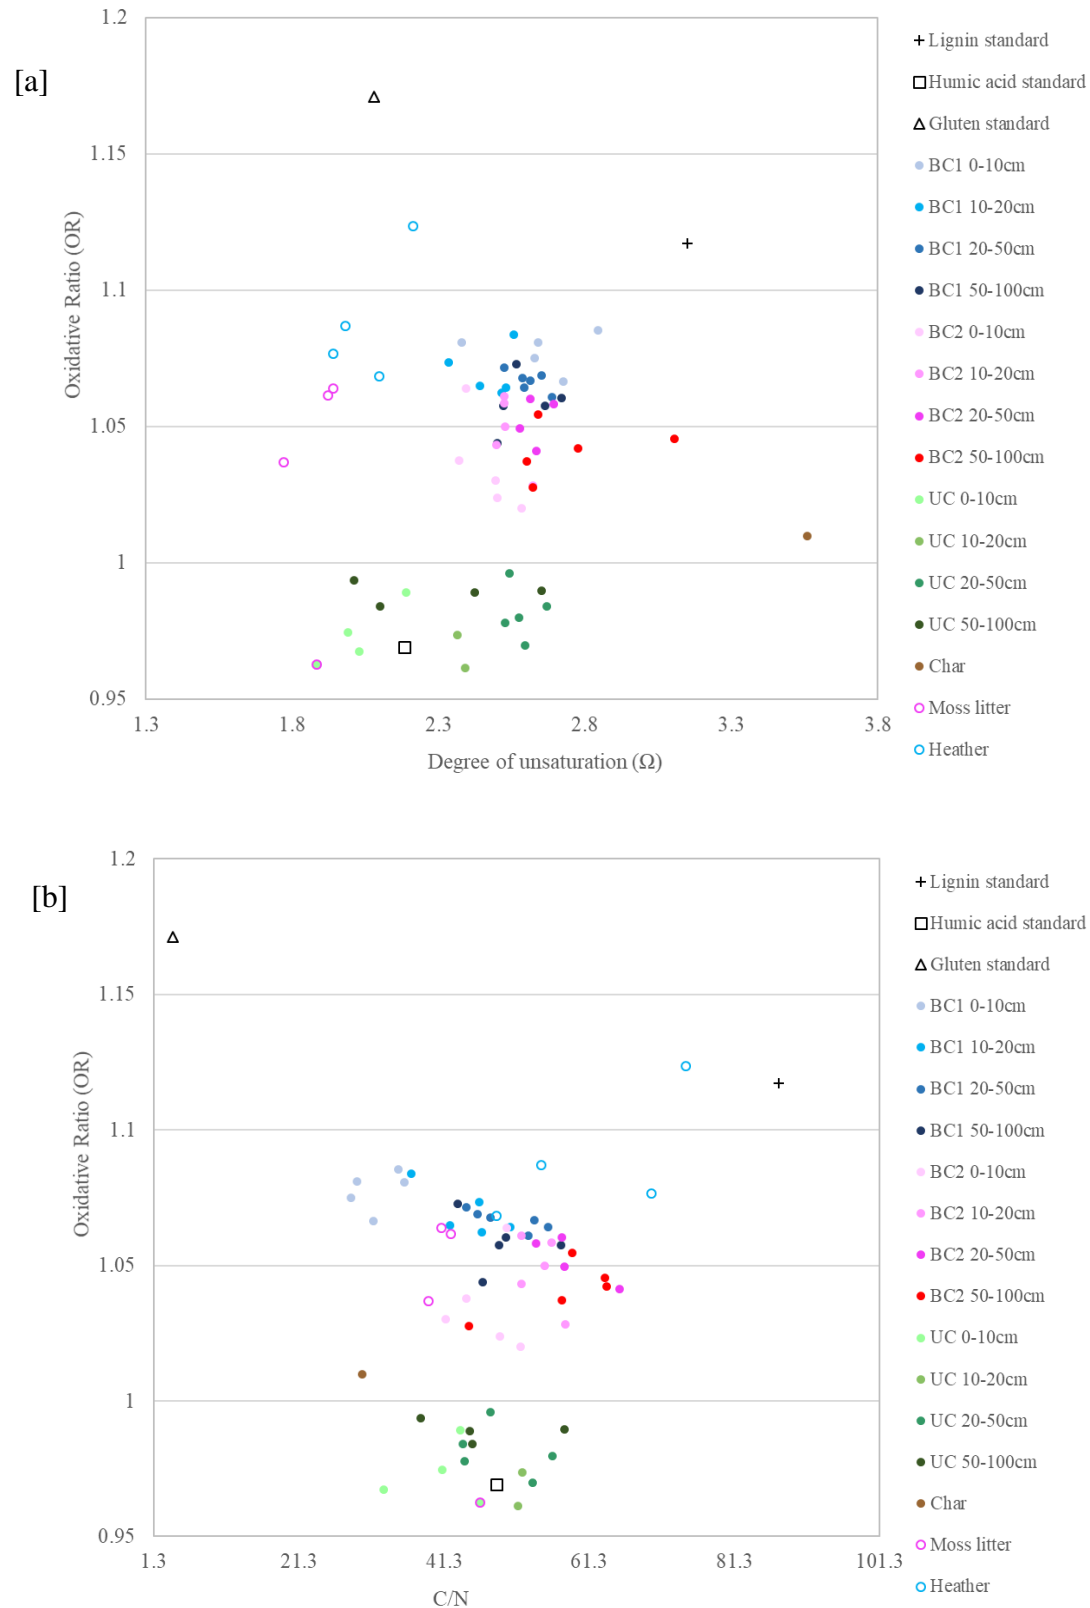 [a]
1.2
1.15
1.1
1.05
1
0.95
Oxidative Ratio (OR)
1.3 1.8 2.3 2.8 3.3 3.8
Degree of unsaturation (Ω)
Lignin standard
Humic acid standard
Gluten standard
BC1 0-10cm
BC1 10-20cm
BC1 20-50cm
BC1 50-100cm
BC2 0-10cm
BC2 10-20cm
BC2 20-50cm
BC2 50-100cm
UC 0-10cm
UC 10-20cm
UC 20-50cm
UC 50-100cm
Char
Moss litter
Heather
[b]
1.2
1.15
1.1
1.05
1
0.95
Oxidative Ratio (OR)
1.3 21.3 41.3 61.3 81.3 101.3
C/N
Lignin standard
Humic acid standard
Gluten standard
BC1 0-10cm
BC1 10-20cm
BC1 20-50cm
BC1 50-100cm
BC2 0-10cm
BC2 10-20cm
BC2 20-50cm
BC2 50-100cm
UC 0-10cm
UC 10-20cm
UC 20-50cm
UC 50-100cm
Char
Moss litter
Heather